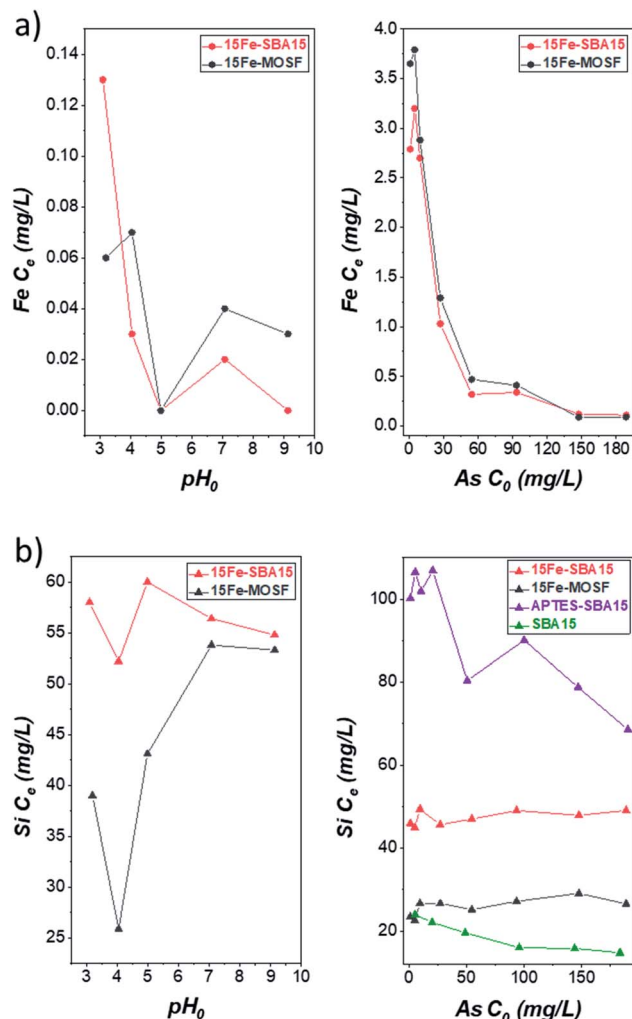 a)
15Fe-SBA15
15Fe-MOSF
0.14
0.12
0.10
0.08
0.06
0.04
0.02
0.00
Fe Cₑ (mg/L)
3 4 5 6 7 8 9 10
pH₀
15Fe-SBA15
15Fe-MOSF
4.0
3.5
3.0
2.5
2.0
1.5
1.0
0.5
0.0
Fe Cₑ (mg/L)
0 30 60 90 120 150 180
As C₀ (mg/L)
b)
15Fe-SBA15
15Fe-MOSF
60
55
50
45
40
35
30
25
Si Cₑ (mg/L)
3 4 5 6 7 8 9 10
pH₀
15Fe-SBA15
15Fe-MOSF
APTES-SBA15
SBA15
100
80
60
40
20
Si Cₑ (mg/L)
0 50 100 150
As C₀ (mg/L)